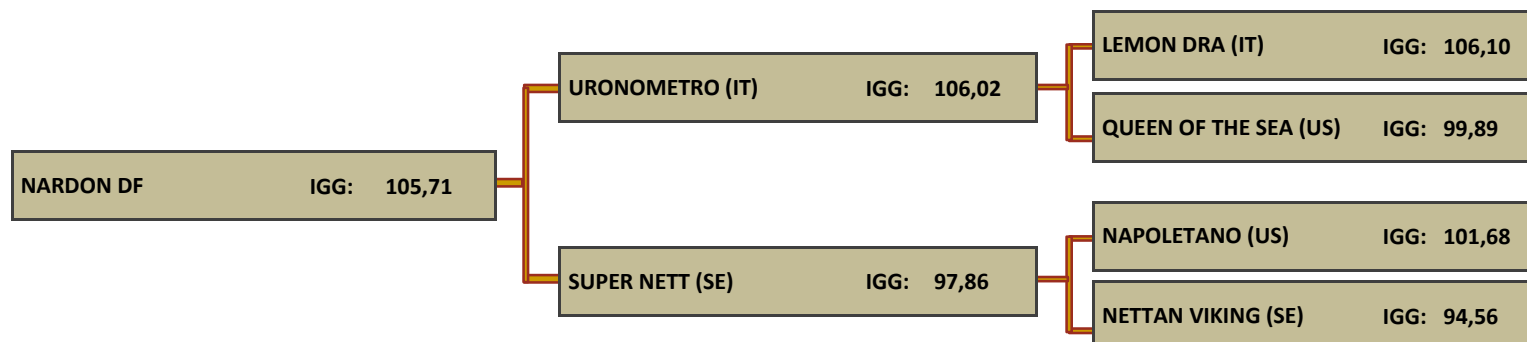 LEMON DRA (IT) IGG: 106,10
URONOMETRO (IT) IGG: 106,02
QUEEN OF THE SEA (US) IGG: 99,89
NARDON DF IGG: 105,71
NAPOLETANO (US) IGG: 101,68
SUPER NETT (SE) IGG: 97,86
NETTAN VIKING (SE) IGG: 94,56